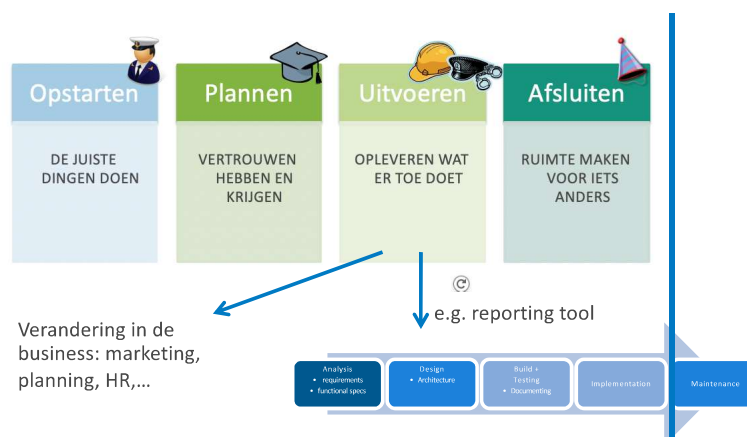 Opstarten
DE JUISTE
DINGEN DOEN
Plannen
VERTROUWEN
HEBBEN EN
KRIJGEN
Uitvoeren
OPLEVEREN WAT
ER TOE DOET
Afsluiten
RUIMTE MAKEN
VOOR IETS
ANDERS
Verandering in de
business: marketing,
planning, HR,...
e.g. reporting tool
Analysis
• requirements
• functional specs
Design
• Architecture
Build +
Testing
• Documenting
Implementation
Maintenance